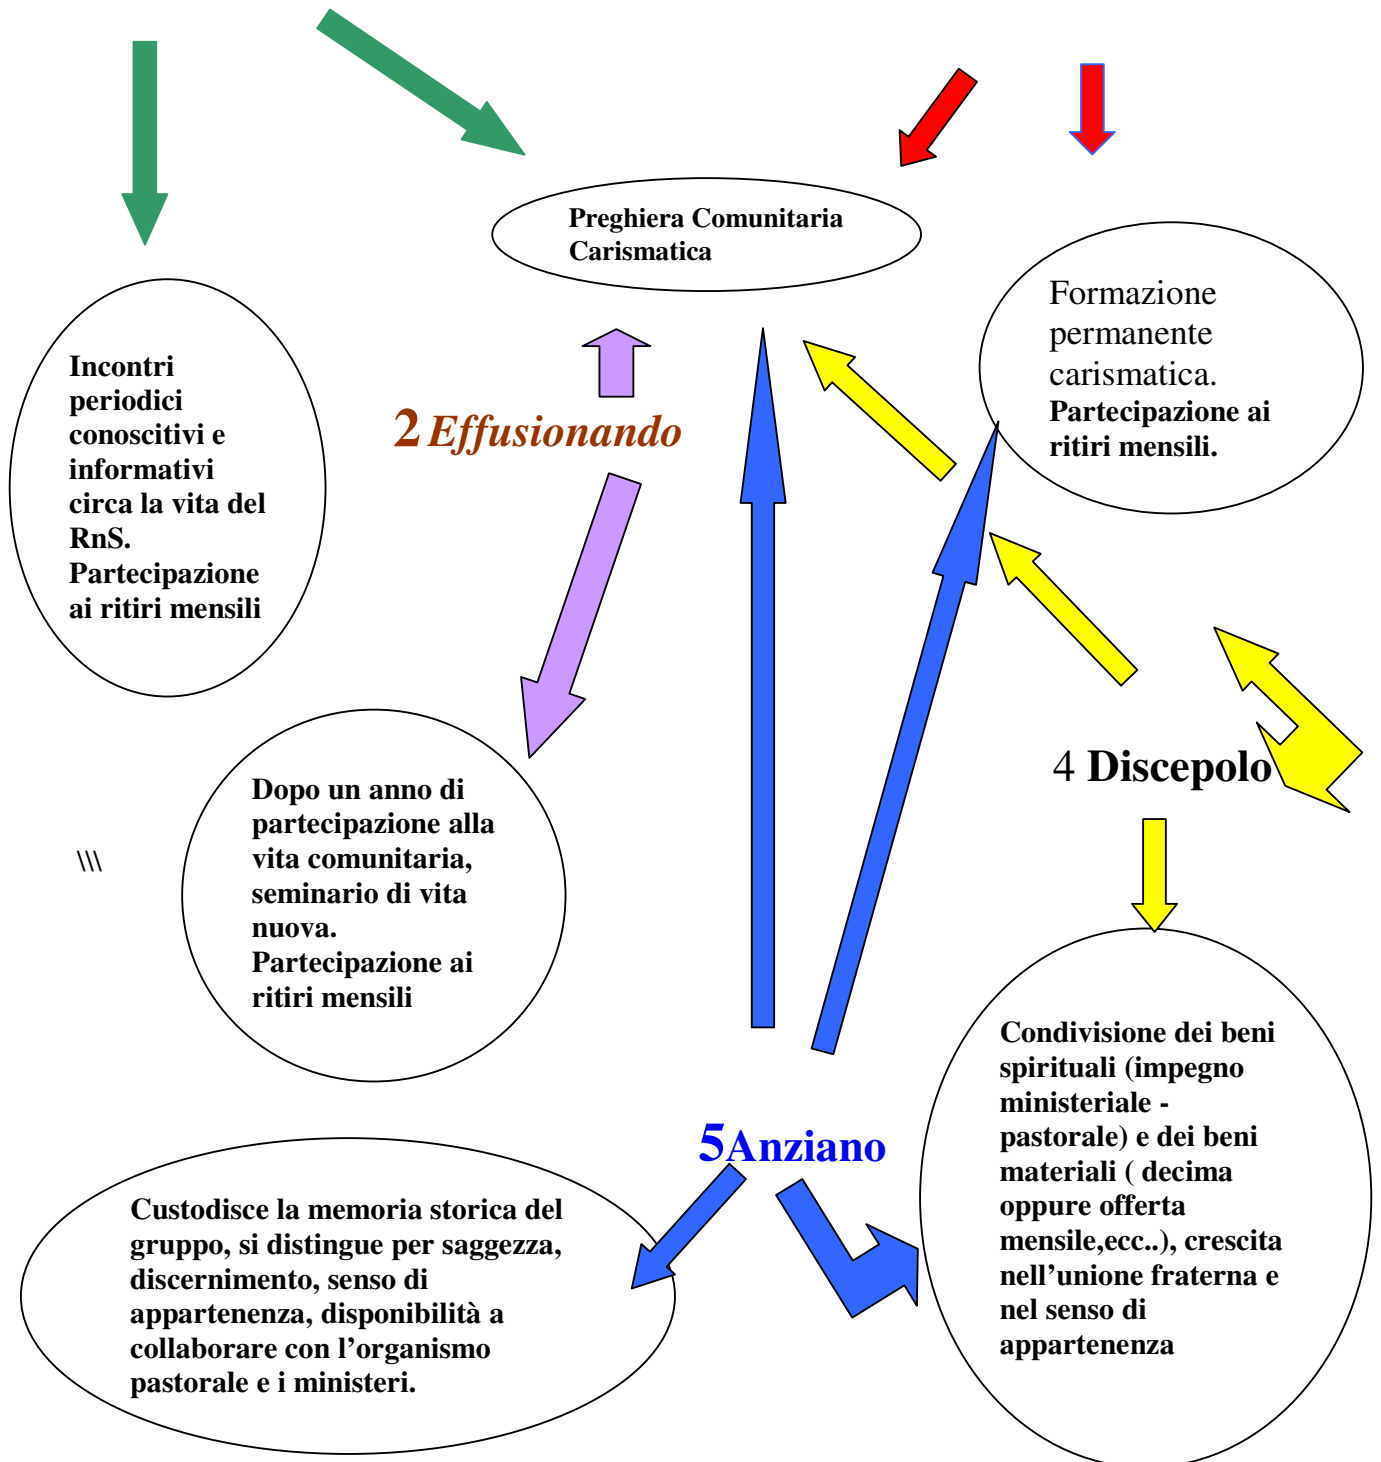 Preghiera Comunitaria
Carismatica
Formazione
permanente
carismatica.
Partecipazione ai
ritiri mensili.
Incontri
periodici
conoscitivi e
informativi
circa la vita del
RnS.
Partecipazione
ai ritiri mensili
2 Effusionando
4 Discepolo
Dopo un anno di
partecipazione alla
vita comunitaria,
seminario di vita
nuova.
Partecipazione ai
ritiri mensili
\\\
5Anziano
Condivisione dei beni
spirituali (impegno
ministeriale -
pastorale) e dei beni
materiali ( decima
oppure offerta
mensile,ecc..), crescita
nell’unione fraterna e
nel senso di
appartenenza
Custodisce la memoria storica del
gruppo, si distingue per saggezza,
discernimento, senso di
appartenenza, disponibilità a
collaborare con l’organismo
pastorale e i ministeri.